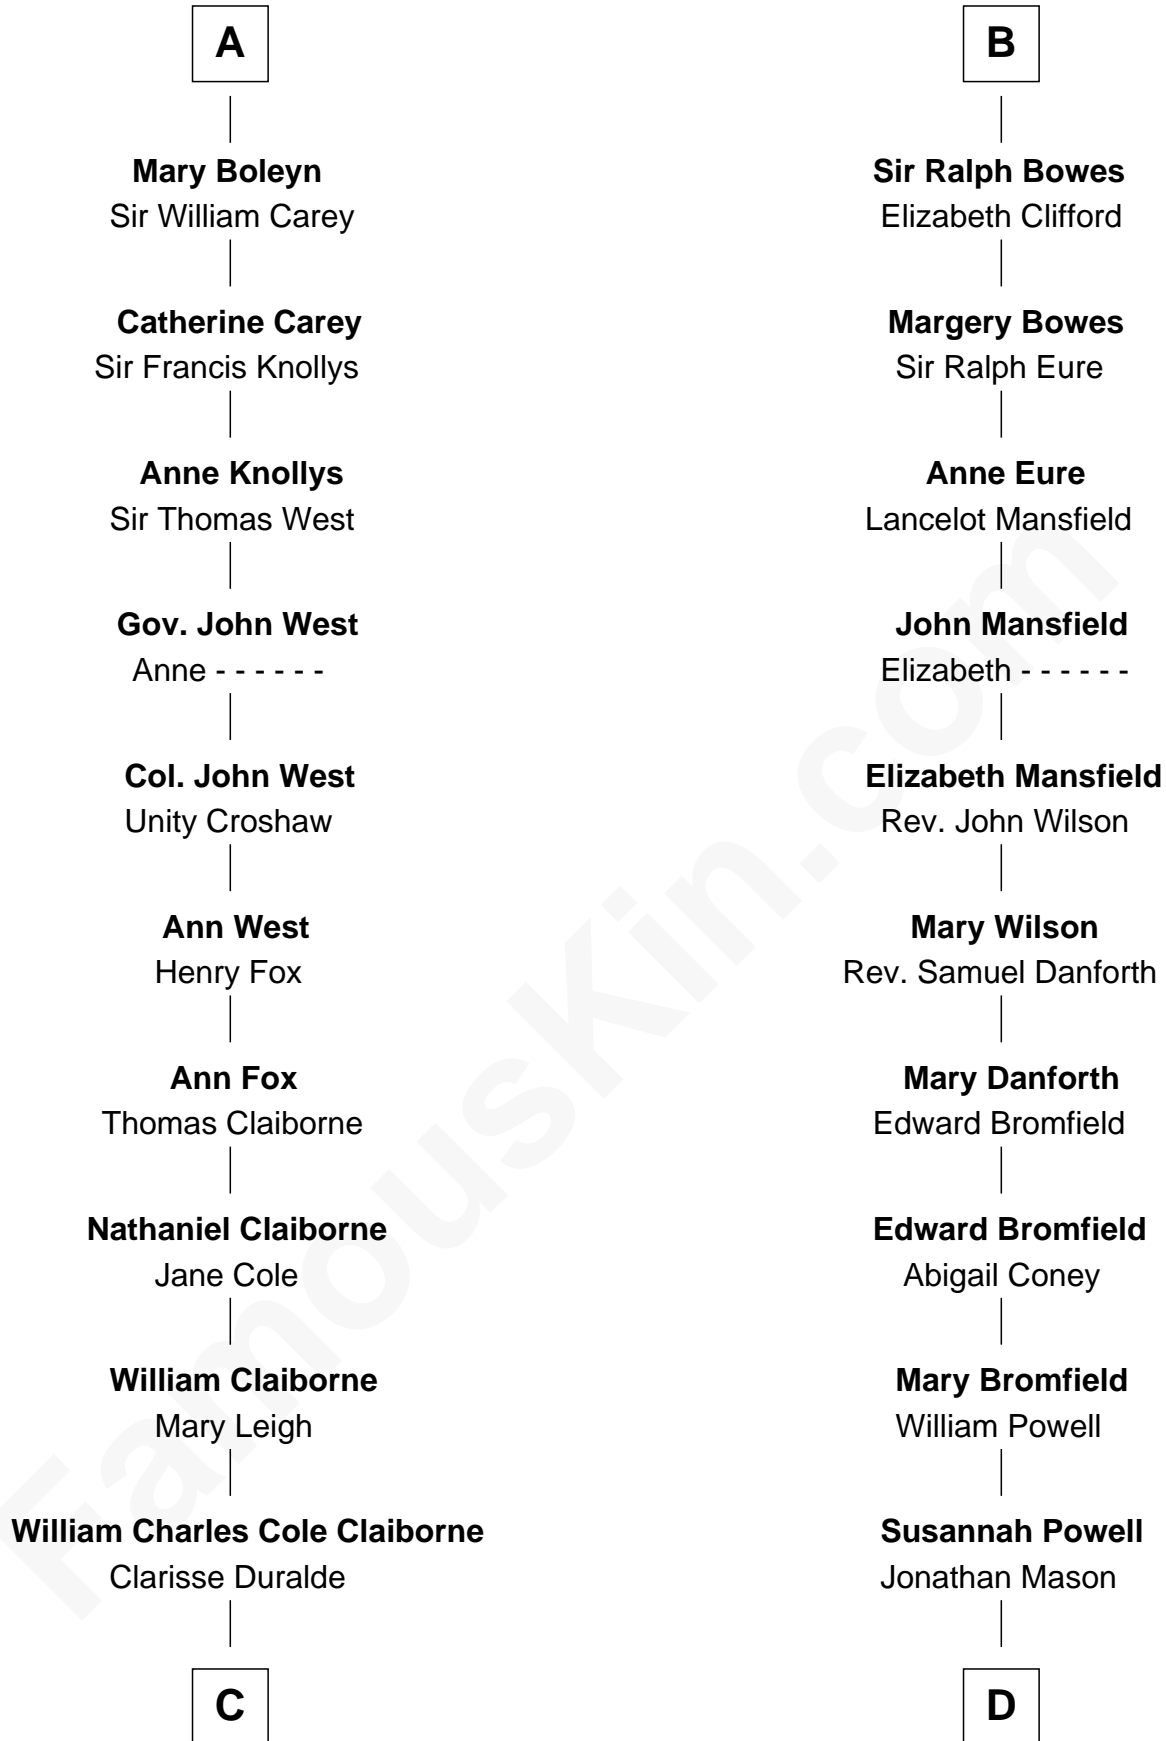 A
Mary Boleyn
Sir William Carey
Catherine Carey
Sir Francis Knollys
Anne Knollys
Sir Thomas West
Gov. John West
Anne - - - - - -
Col. John West
Unity Croshaw
Ann West
Henry Fox
Ann Fox
Thomas Claiborne
Nathaniel Claiborne
Jane Cole
William Claiborne
Mary Leigh
William Charles Cole Claiborne
Clarisse Duralde
C
B
Sir Ralph Bowes
Elizabeth Clifford
Margery Bowes
Sir Ralph Eure
Anne Eure
Lancelot Mansfield
John Mansfield
Elizabeth - - - - - -
Elizabeth Mansfield
Rev. John Wilson
Mary Wilson
Rev. Samuel Danforth
Mary Danforth
Edward Bromfield
Edward Bromfield
Abigail Coney
Mary Bromfield
William Powell
Susannah Powell
Jonathan Mason
D
FamousKin.com